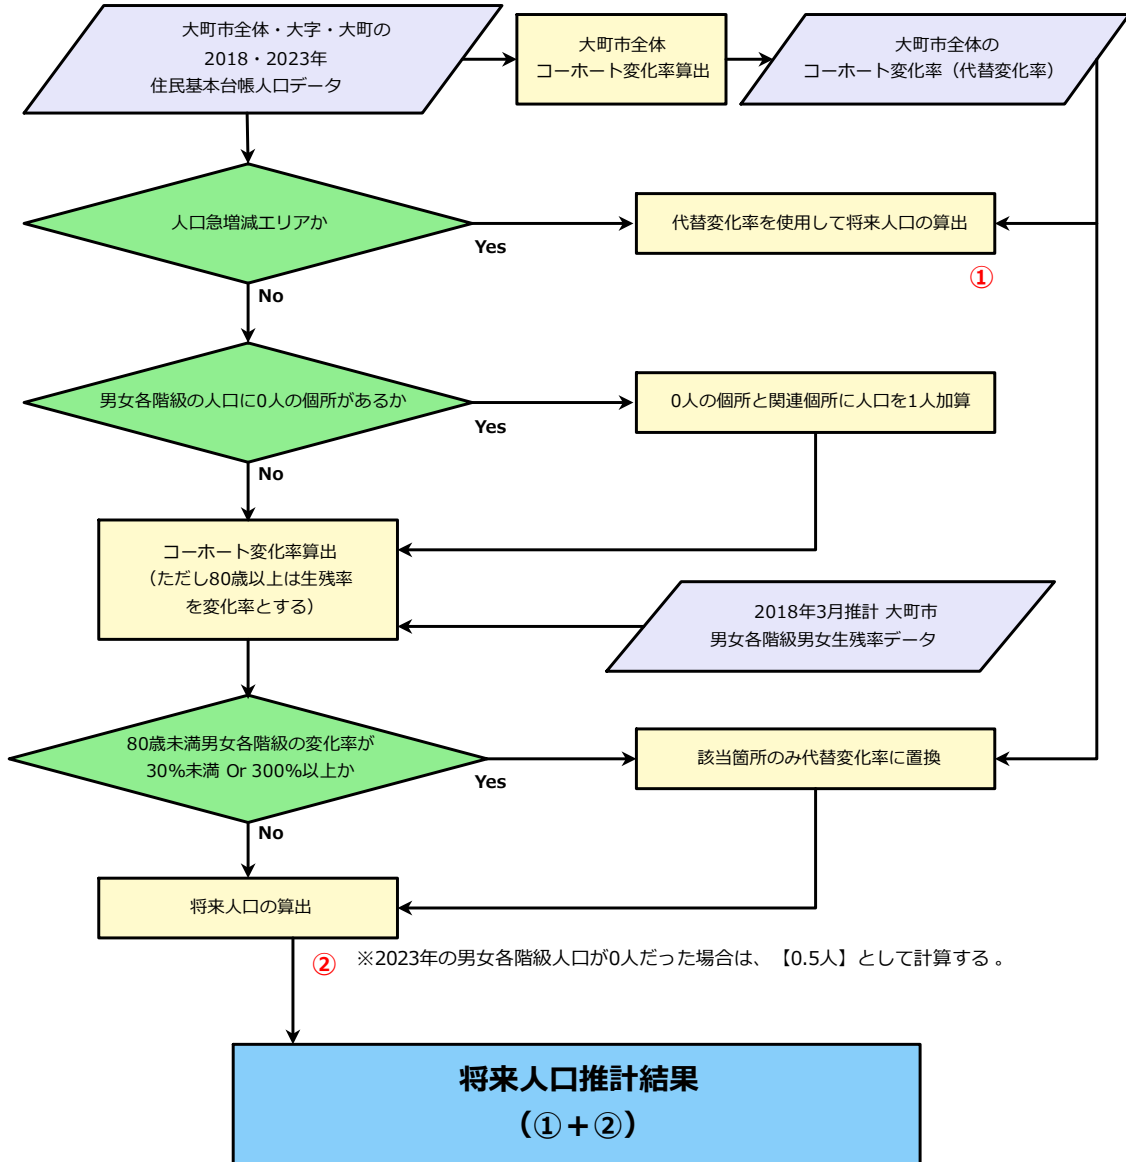 大町市全体・大字・大町の
2018・2023年
住民基本台帳人口データ
大町市全体
コーホート変化率算出
大町市全体の
コーホート変化率（代替変化率）
人口急増減エリアか
Yes
代替変化率を使用して将来人口の算出
①
No
男女各階級の人口に0人の個所があるか
Yes
0人の個所と関連個所に人口を1人加算
No
コーホート変化率算出
（ただし80歳以上は生残率
を変化率とする）
2018年3月推計 大町市
男女各階級男女生残率データ
80歳未満男女各階級の変化率が
30%未満 Or 300%以上か
Yes
該当箇所のみ代替変化率に置換
No
将来人口の算出
②
※2023年の男女各階級人口が0人だった場合は、【0.5人】として計算する 。
将来人口推計結果
（①＋②）